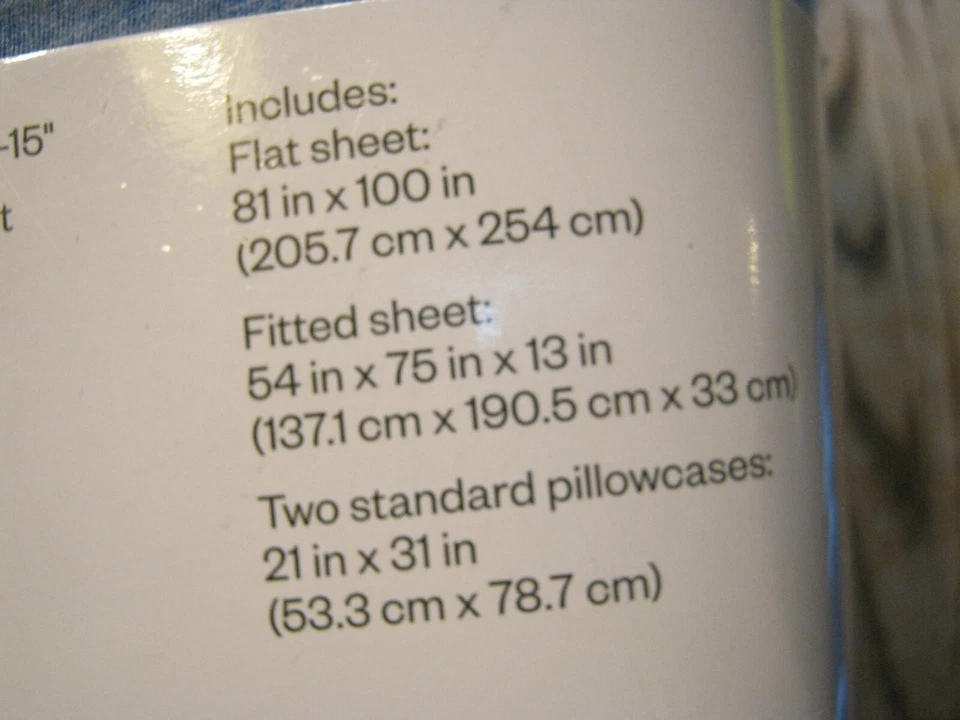 -15"
t
includes:
Flat sheet:
81 in x 100 in
(205.7 cm x 254 cm)
Fitted sheet:
54 in x 75 in x 13 in
(137.1 cm x 190.5 cm x 33 cm)
Two standard pillowcases:
21 in x 31 in
(53.3 cm x 78.7 cm)